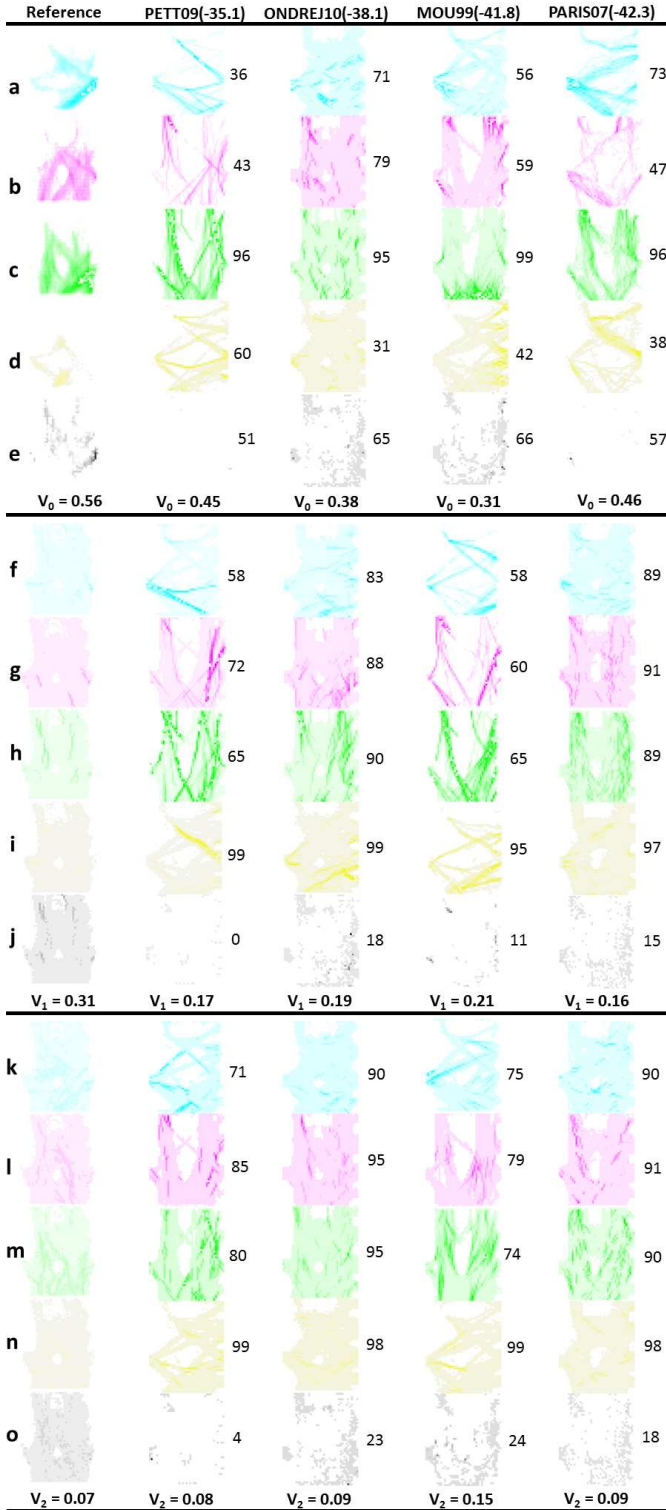 Reference PETT09(-35.1) ONDREJ10(-38.1) MOU99(-41.8) PARIS07(-42.3)
a 36 71 56 73
b 43 79 59 47
c 96 95 99 96
d 60 31 42 38
e 51 65 66 57
V0 = 0.56 V0 = 0.45 V0 = 0.38 V0 = 0.31 V0 = 0.46
f 58 83 58 89
g 72 88 60 91
h 65 90 65 89
i 99 99 95 97
j 0 18 11 15
V1 = 0.31 V1 = 0.17 V1 = 0.19 V1 = 0.21 V1 = 0.16
k 71 90 75 90
l 85 95 79 91
m 80 95 74 90
n 99 98 99 98
o 4 23 24 18
V2 = 0.07 V2 = 0.08 V2 = 0.09 V2 = 0.15 V2 = 0.09